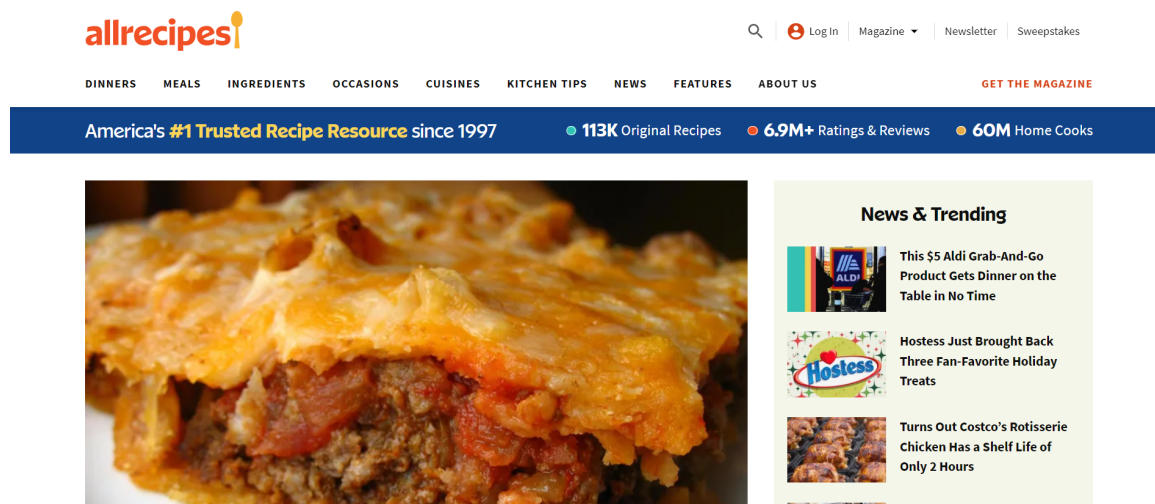 allrecipes
Log In
Magazine
Newsletter
Sweepstakes
DINNERS
MEALS
INGREDIENTS
OCCASIONS
CUISINES
KITCHEN TIPS
NEWS
FEATURES
ABOUT US
GET THE MAGAZINE
America's #1 Trusted Recipe Resource since 1997
113K Original Recipes
6.9M+ Ratings & Reviews
60M Home Cooks
News & Trending
ALDI
This $5 Aldi Grab-And-Go
Product Gets Dinner on the
Table in No Time
Hostess
Hostess Just Brought Back
Three Fan-Favorite Holiday
Treats
Turns Out Costco’s Rotisserie
Chicken Has a Shelf Life of
Only 2 Hours